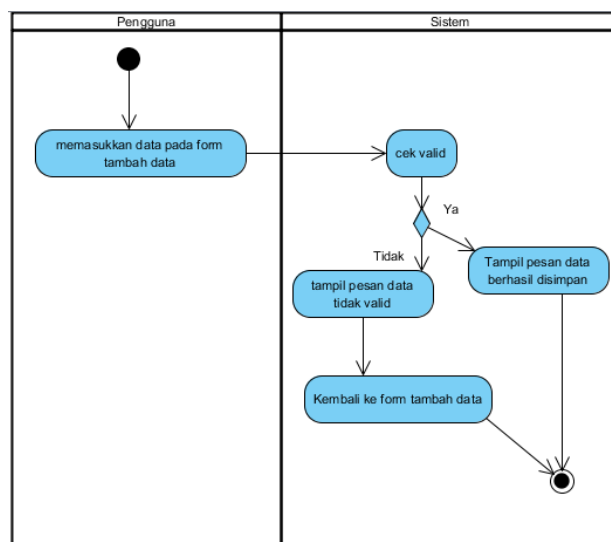 Pengguna
Sistem
memasukkan data pada form
tambah data
cek valid
Ya
Tidak
Tampil pesan data
berhasil disimpan
tampil pesan data
tidak valid
Kembali ke form tambah data